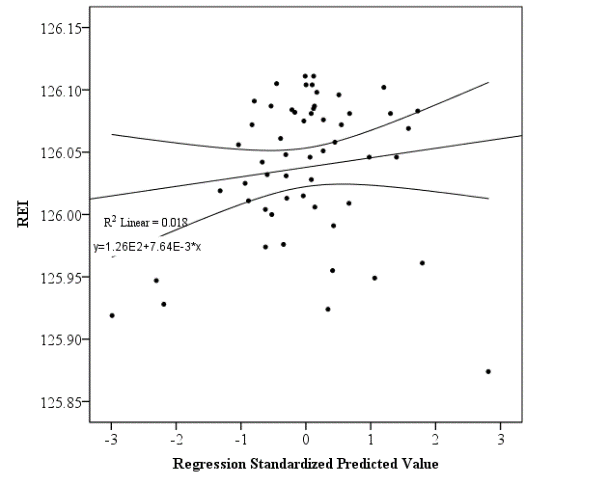 126.15
126.10
126.05
126.00
125.95
125.90
125.85
REI
R² Linear = 0.018
y=1.26E2+7.64E-3*x
-3 -2 -1 0 1 2 3
Regression Standardized Predicted Value